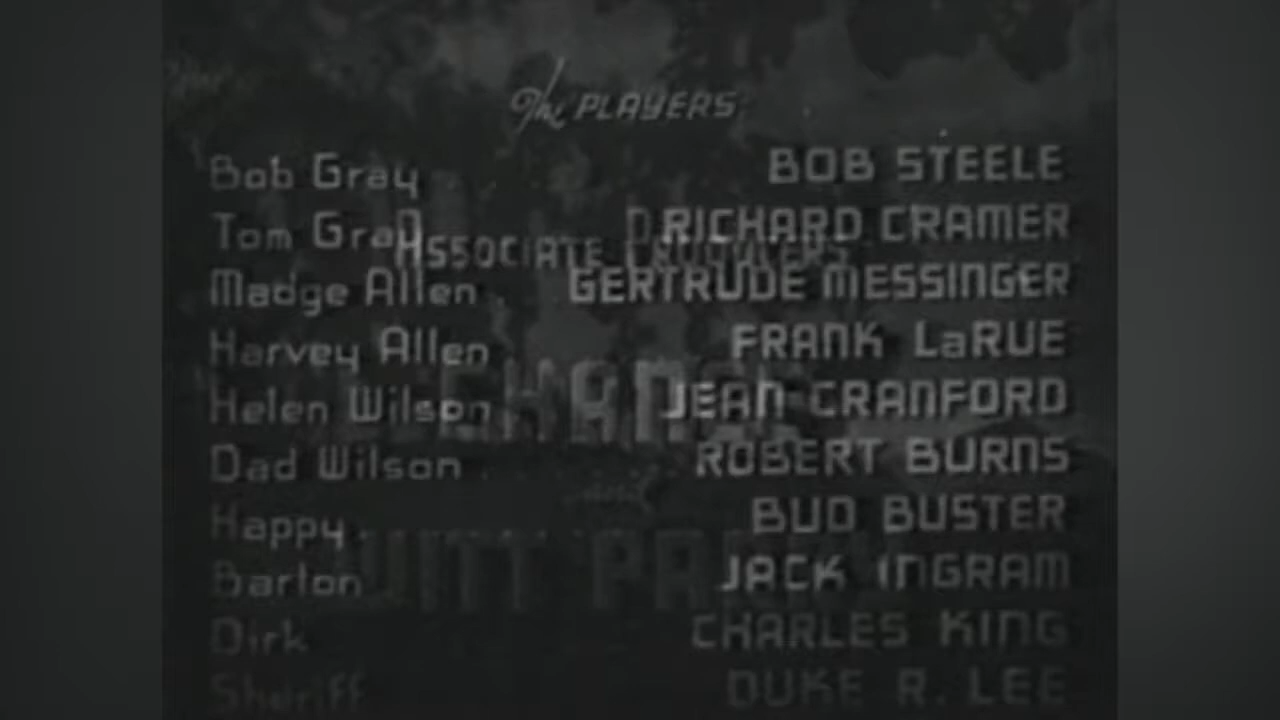 The PLAYERS:
Bob Gray BOB STEELE
Tom Gray RICHARD CRAMER
ASSOCIATE PRODUCERS
Madge Allen GERTRUDE MESSINGER
Harvey Allen FRANK LaRUE
Helen Wilson JEAN CRANFORD
Dad Wilson ROBERT BURNS
and
Happy BUD BUSTER
Barton JACK INGRAM
Dirk CHARLES KING
Sheriff DUKE R. LEE